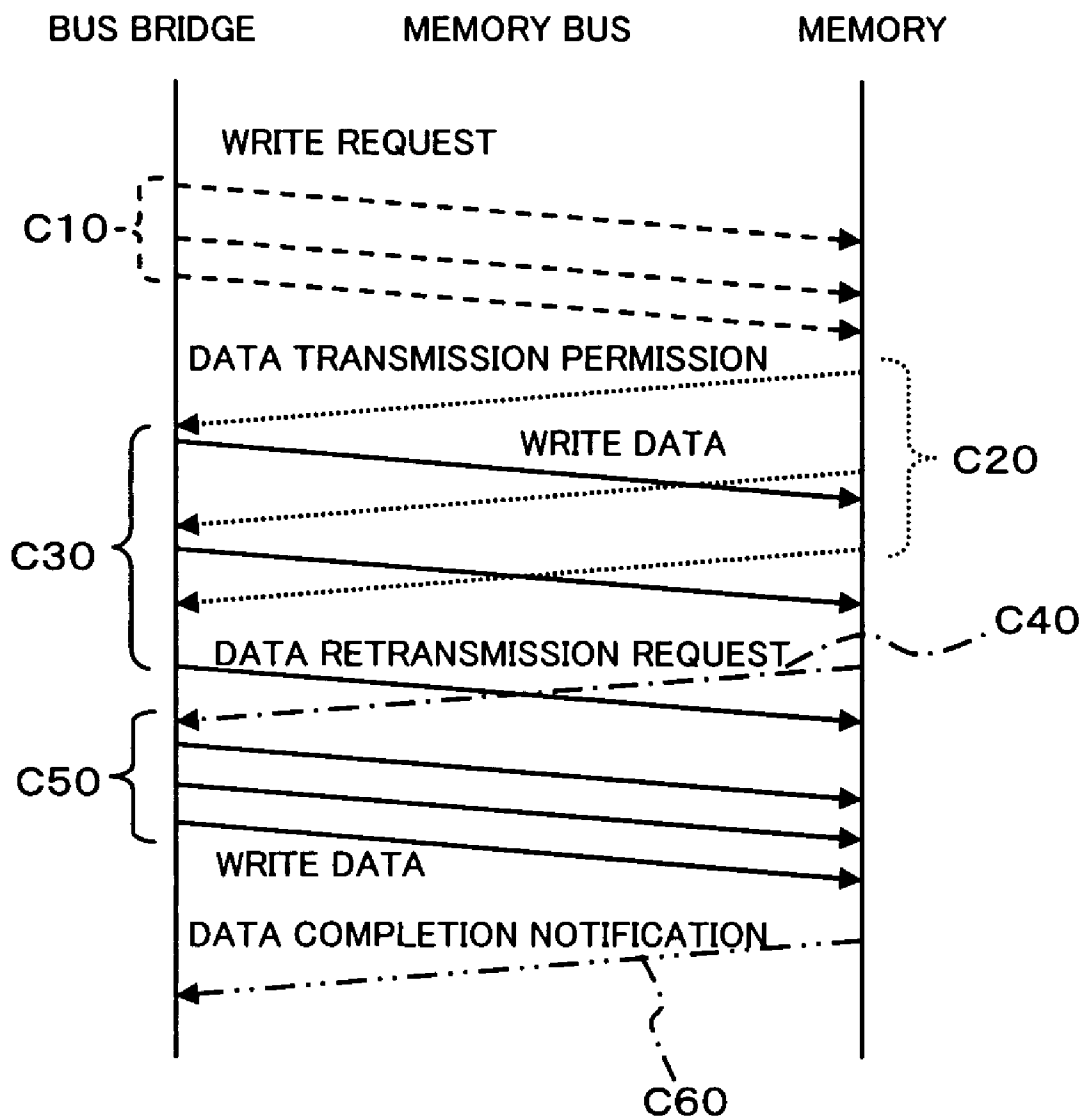 BUS BRIDGE MEMORY BUS MEMORY
WRITE REQUEST
C10
DATA TRANSMISSION PERMISSION
WRITE DATA
C20
C30
C40
DATA RETRANSMISSION REQUEST
C50
WRITE DATA
DATA COMPLETION NOTIFICATION
C60